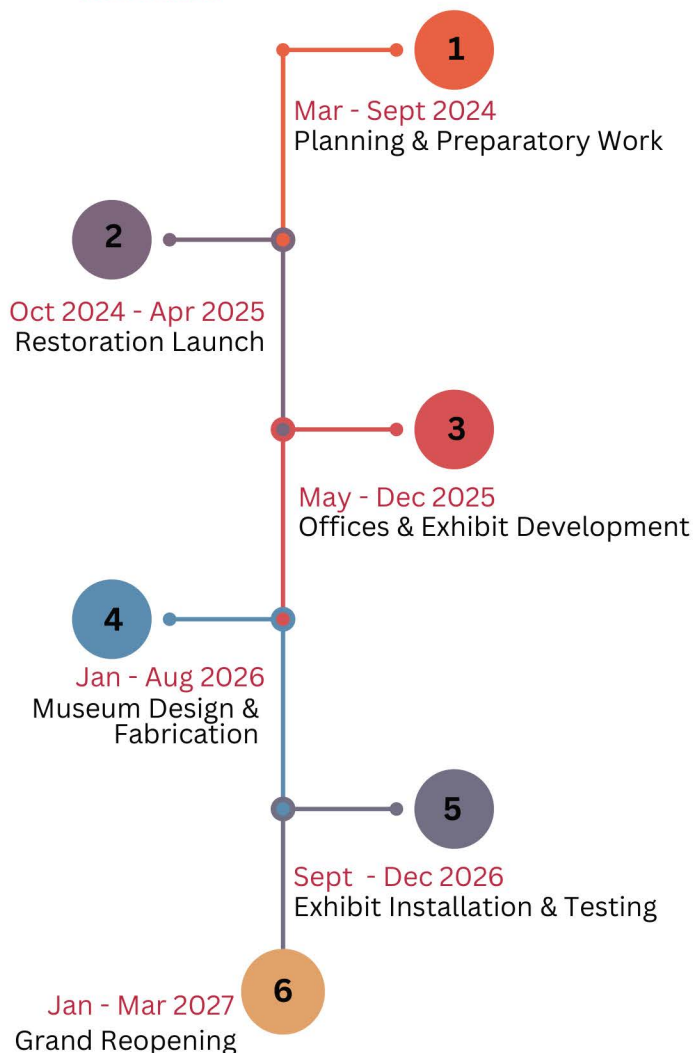 1
Mar - Sept 2024
Planning & Preparatory Work
2
Oct 2024 - Apr 2025
Restoration Launch
3
May - Dec 2025
Offices & Exhibit Development
4
Jan - Aug 2026
Museum Design &
Fabrication
5
Sept  - Dec 2026
Exhibit Installation & Testing
6
Jan - Mar 2027
Grand Reopening